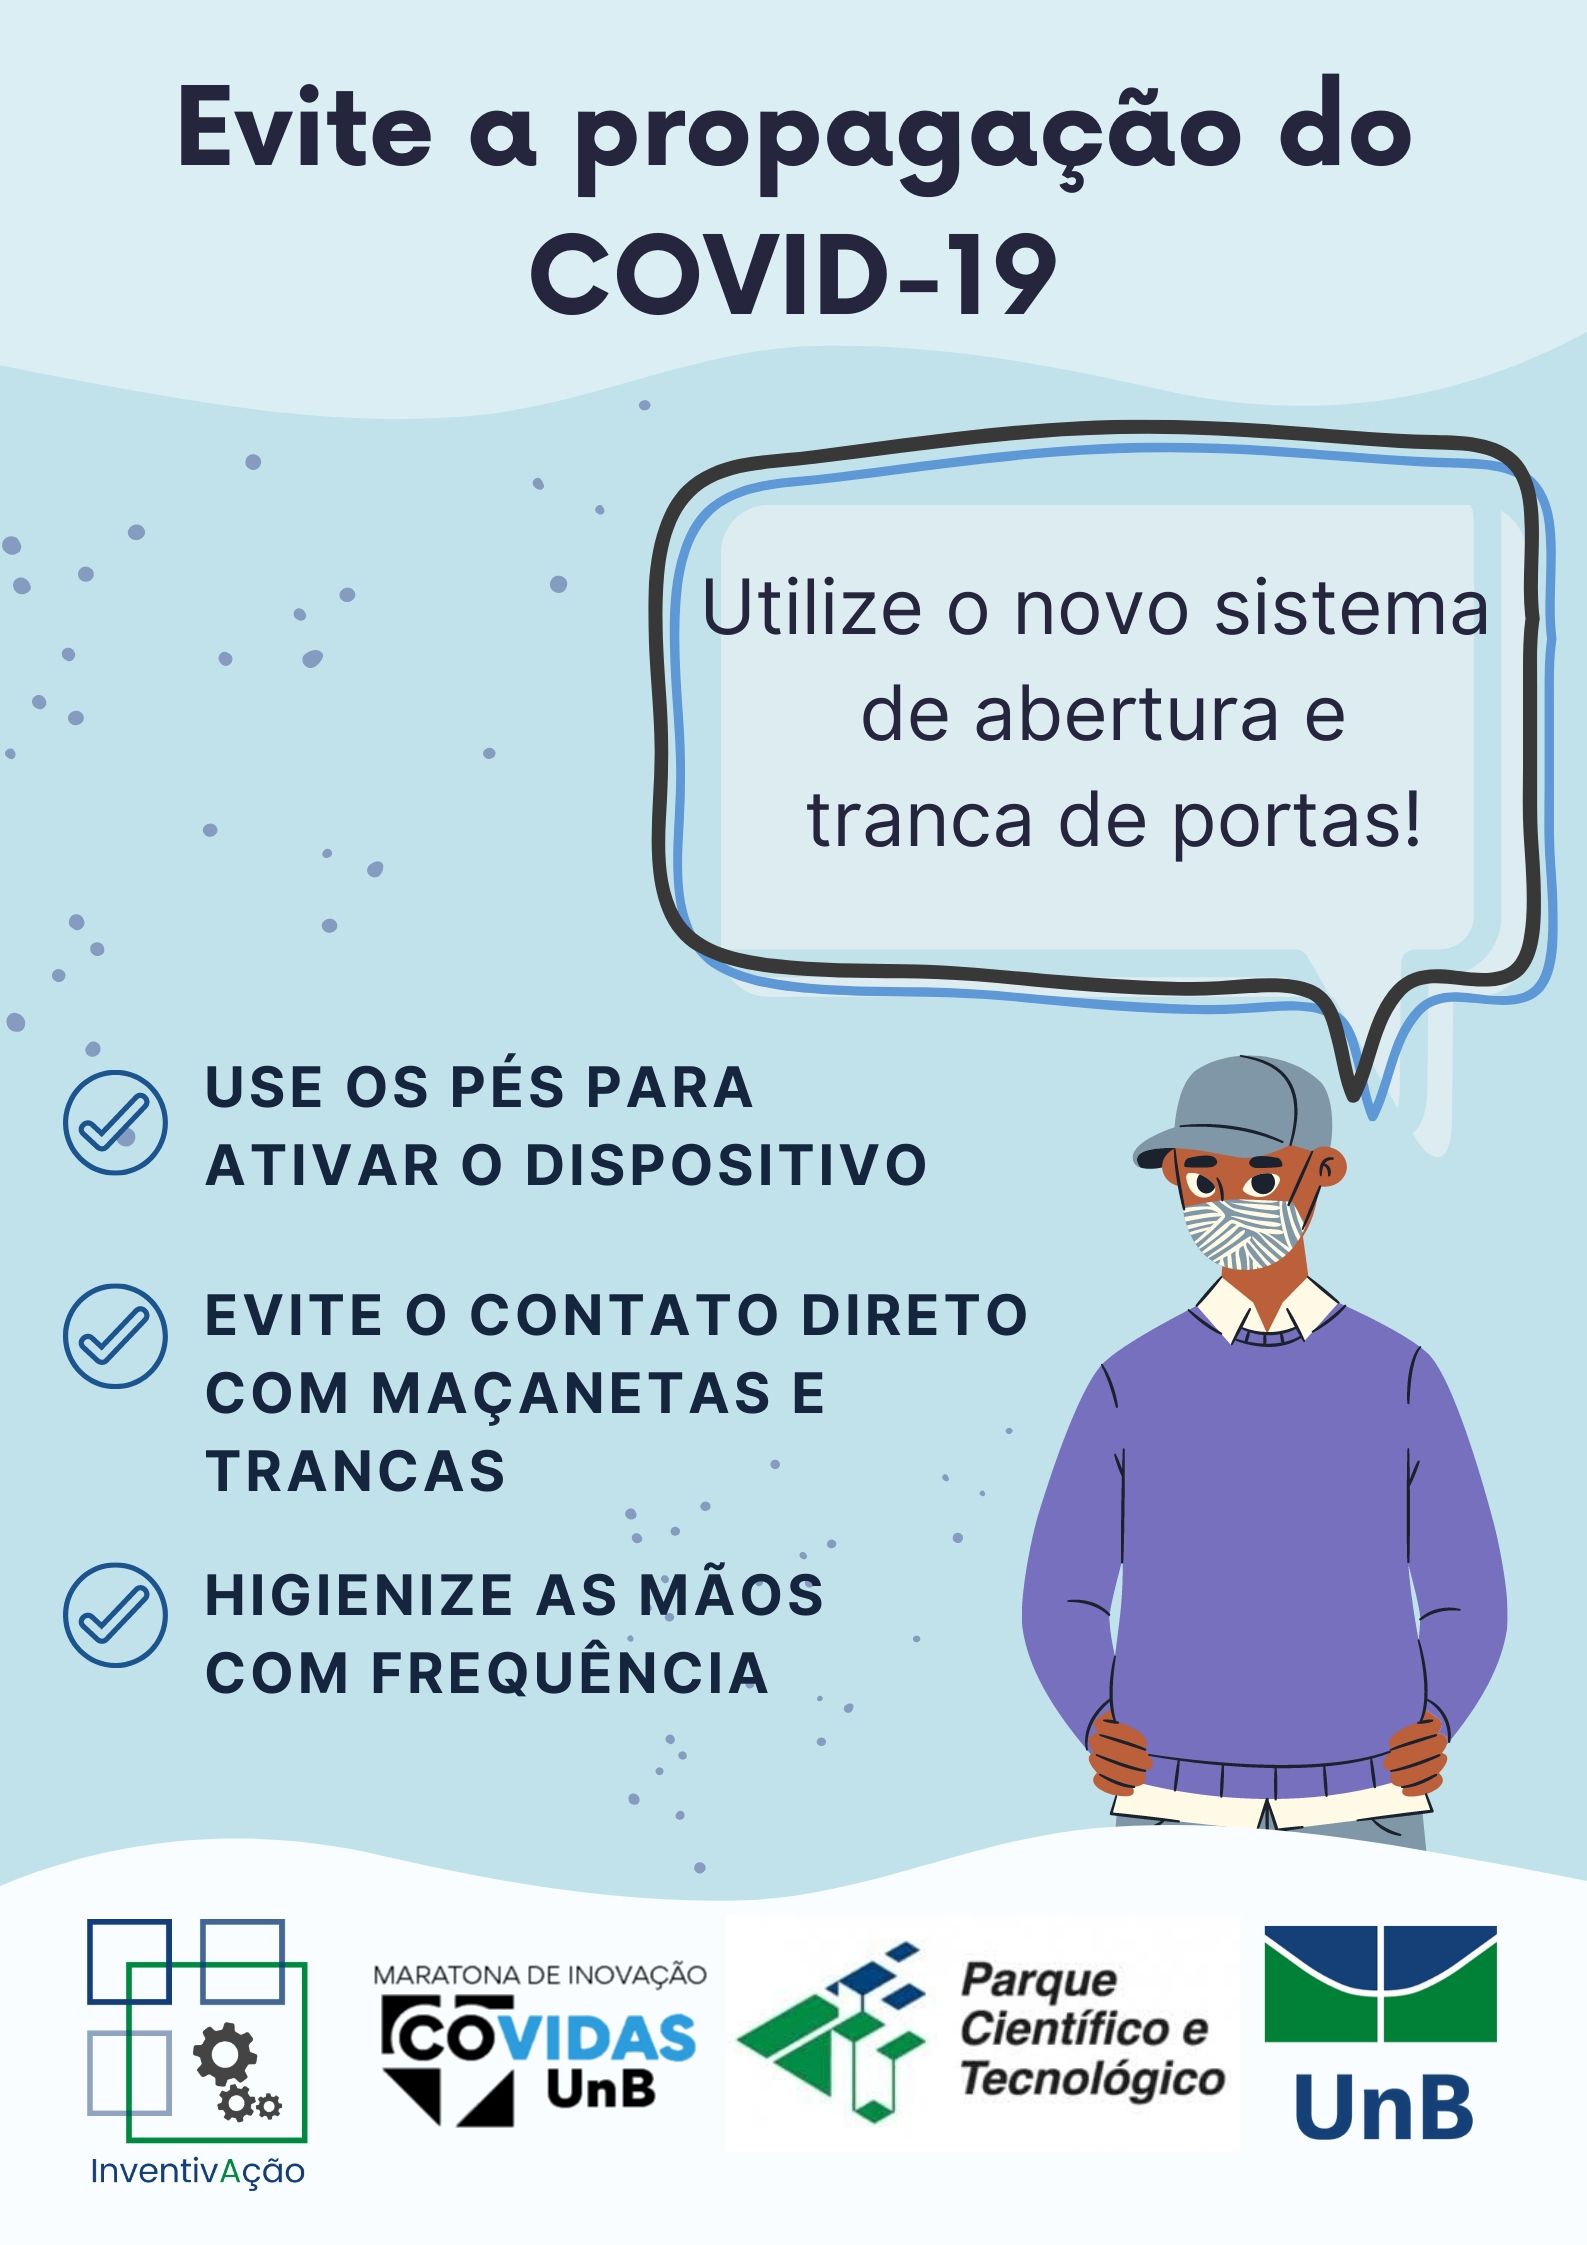 Evite a propagação do
COVID-19
Utilize o novo sistema
de abertura e
tranca de portas!
USE OS PÉS PARA
ATIVAR O DISPOSITIVO
EVITE O CONTATO DIRETO
COM MAÇANETAS E
TRANCAS
HIGIENIZE AS MÃOS
COM FREQUÊNCIA
InventivAção
MARATONA DE INOVAÇÃO
COVIDAS
UnB
Parque
Científico e
Tecnológico
UnB